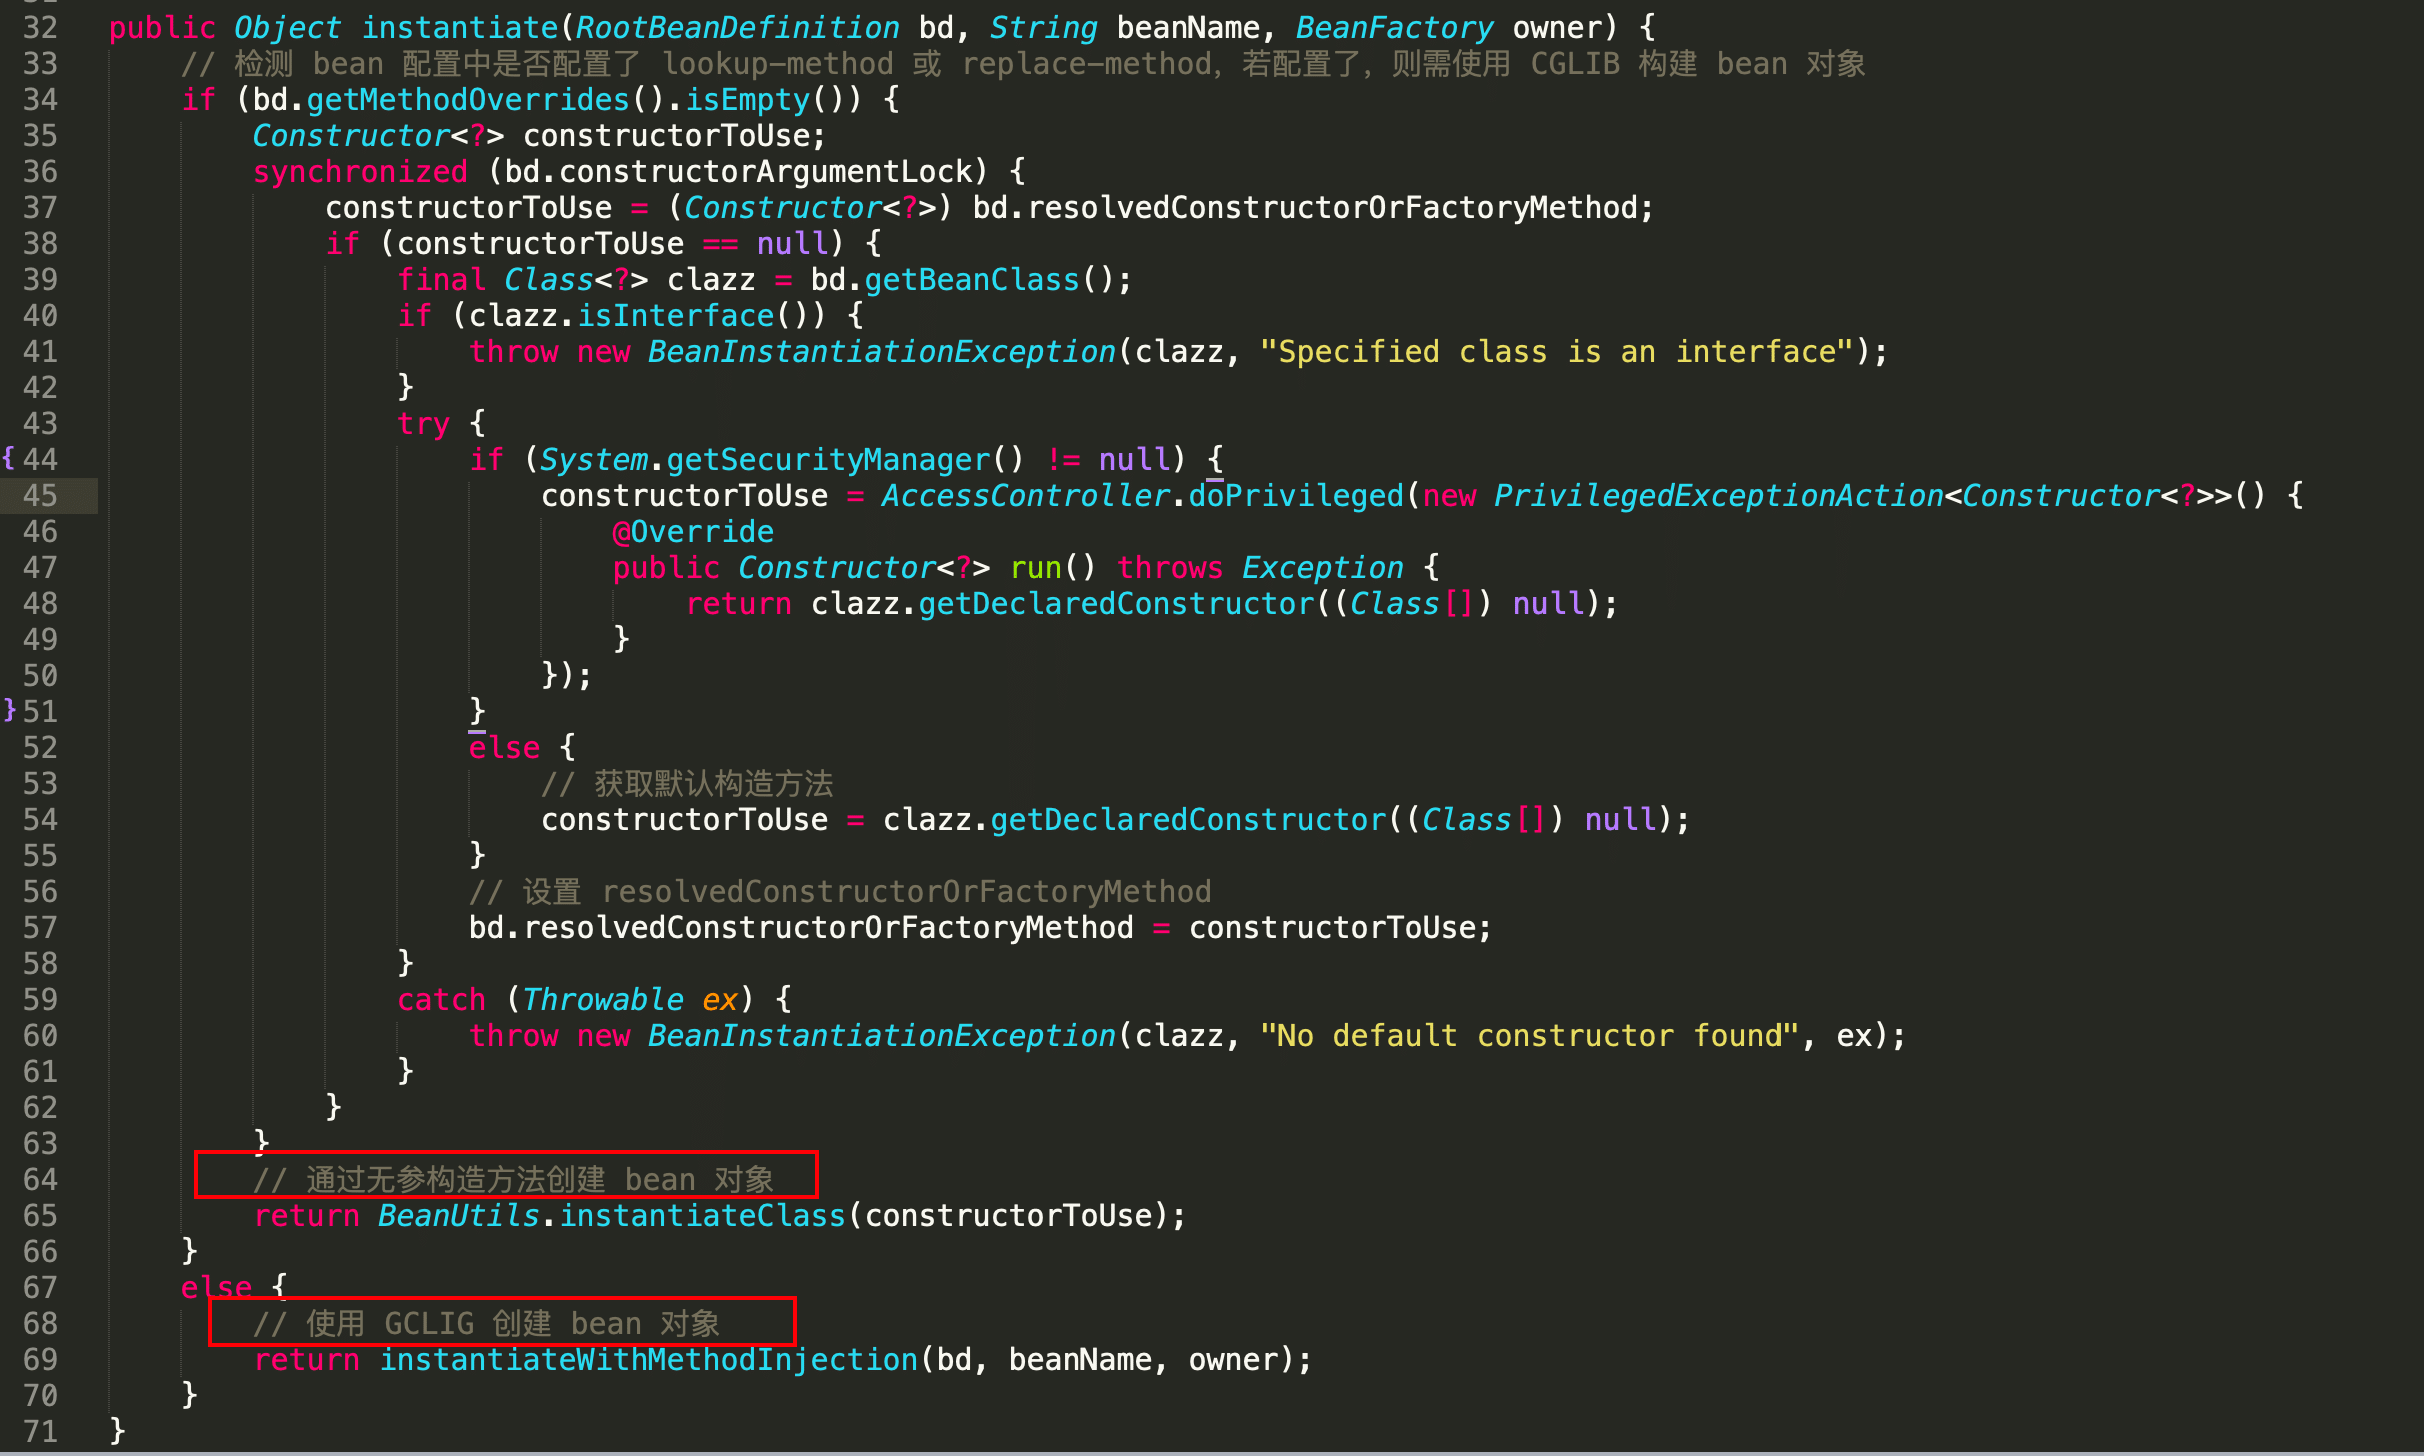 32 public Object instantiate(RootBeanDefinition bd, String beanName, BeanFactory owner) {
33 // 检测 bean 配置中是否配置了 lookup-method 或 replace-method，若配置了，则需使用 CGLIB 构建 bean 对象
34 if (bd.getMethodOverrides().isEmpty()) {
35 Constructor<?> constructorToUse;
36 synchronized (bd.constructorArgumentLock) {
37 constructorToUse = (Constructor<?>) bd.resolvedConstructorOrFactoryMethod;
38 if (constructorToUse == null) {
39 final Class<?> clazz = bd.getBeanClass();
40 if (clazz.isInterface()) {
41 throw new BeanInstantiationException(clazz, "Specified class is an interface");
42 }
43 try {
{ 44 if (System.getSecurityManager() != null) {
45 constructorToUse = AccessController.doPrivileged(new PrivilegedExceptionAction<Constructor<?>>() {
46 @Override
47 public Constructor<?> run() throws Exception {
48 return clazz.getDeclaredConstructor((Class[]) null);
49 }
50 });
} 51 }
52 else {
53 // 获取默认构造方法
54 constructorToUse = clazz.getDeclaredConstructor((Class[]) null);
55 }
56 // 设置 resolvedConstructorOrFactoryMethod
57 bd.resolvedConstructorOrFactoryMethod = constructorToUse;
58 }
59 catch (Throwable ex) {
60 throw new BeanInstantiationException(clazz, "No default constructor found", ex);
61 }
62 }
63 }
64 // 通过无参构造方法创建 bean 对象
65 return BeanUtils.instantiateClass(constructorToUse);
66 }
67 else {
68 // 使用 GCLIG 创建 bean 对象
69 return instantiateWithMethodInjection(bd, beanName, owner);
70 }
71 }